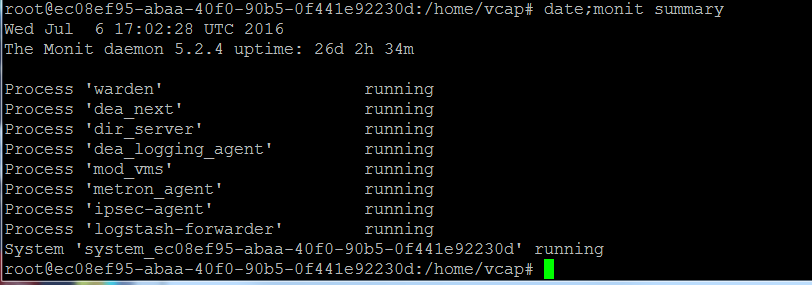 root@ec08ef95-abaa-40f0-90b5-0f441e92230d:/home/vcap# date;monit summary
Wed Jul  6 17:02:28 UTC 2016
The Monit daemon 5.2.4 uptime: 26d 2h 34m

Process 'warden'                    running
Process 'dea_next'                  running
Process 'dir_server'                running
Process 'dea_logging_agent'         running
Process 'mod_vms'                   running
Process 'metron_agent'              running
Process 'ipsec-agent'               running
Process 'logstash-forwarder'        running
System 'system_ec08ef95-abaa-40f0-90b5-0f441e92230d' running
root@ec08ef95-abaa-40f0-90b5-0f441e92230d:/home/vcap#